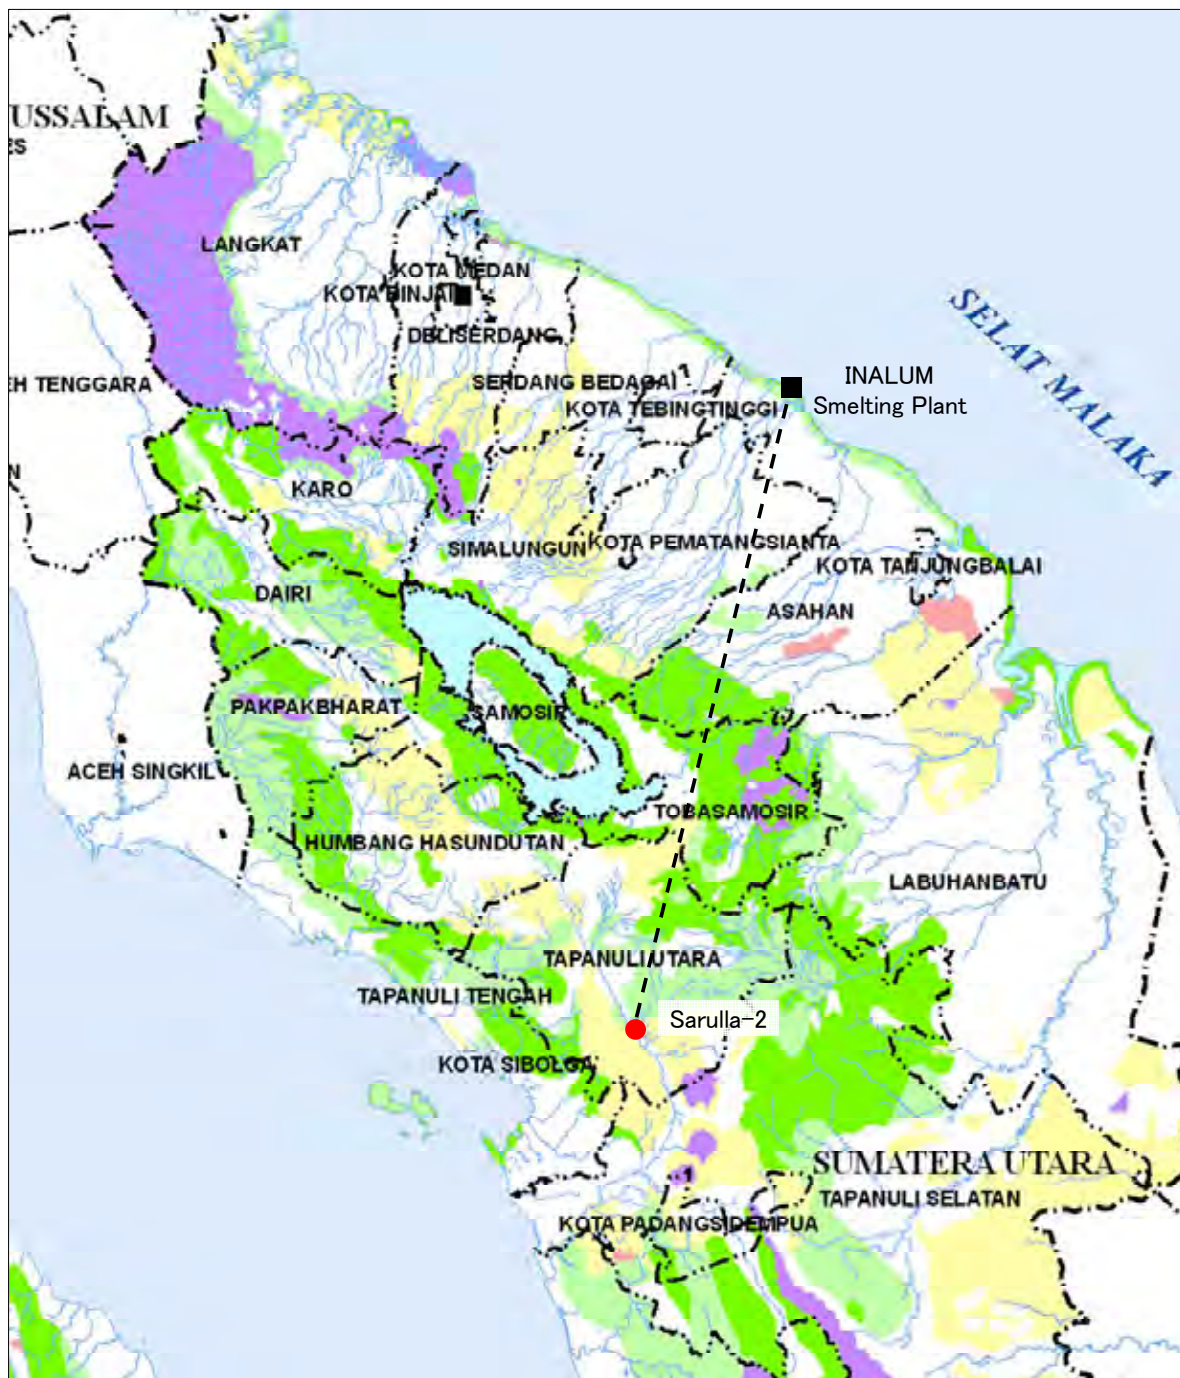 USSALAM
ES
LANGKAT
KOTA MEDAN
KOTA BINJAI
DELISERDANG
SELAT MALAKA
EH TENGGARA
SERDANG BEDAGAI
INALUM
Smelting Plant
KOTA TEBINGTINGGI
N
KARO
SIMALUNGUN
KOTA PEMATANGSIANTA
KOTA TANJUNGBALAI
DAIRI
ASAHAN
PAKPAKBHARAT
SAMOSIR
ACEH SINGKIL
TOBASAMOSIR
HUMBANG HASUNDUTAN
LABUHANBATU
TAPANULI UTARA
TAPANULI TENGAH
Sarulla-2
KOTA SIBOLGA
SUMATERA UTARA
TAPANULI SELATAN
KOTA PADANGSIDEMPUA